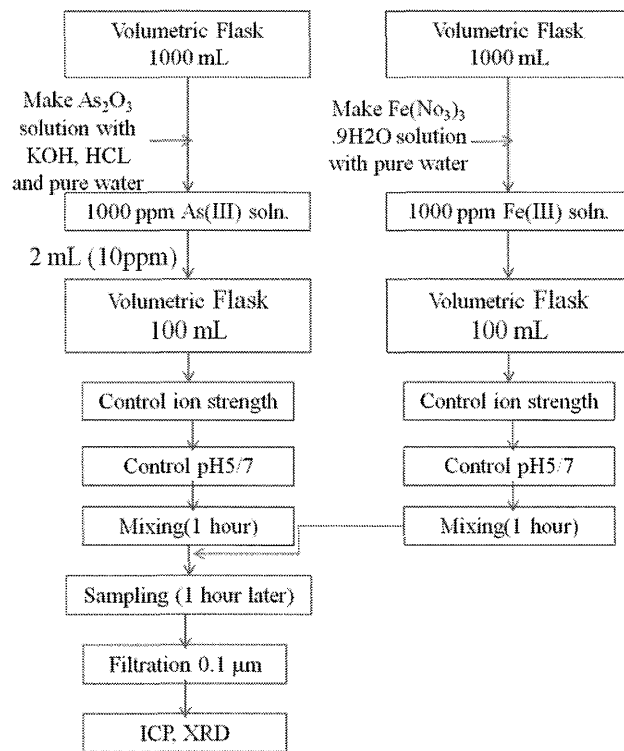 Volumetric Flask
1000 mL
Volumetric Flask
1000 mL
Make As₂O₃
solution with
KOH, HCL
and pure water
Make Fe(No₃)₃
.9H2O solution
with pure water
1000 ppm As(III) soln.
1000 ppm Fe(III) soln.
2 mL (10ppm)
Volumetric Flask
100 mL
Volumetric Flask
100 mL
Control ion strength
Control ion strength
Control pH5/7
Control pH5/7
Mixing(1 hour)
Mixing(1 hour)
Sampling (1 hour later)
Filtration 0.1 μm
ICP, XRD